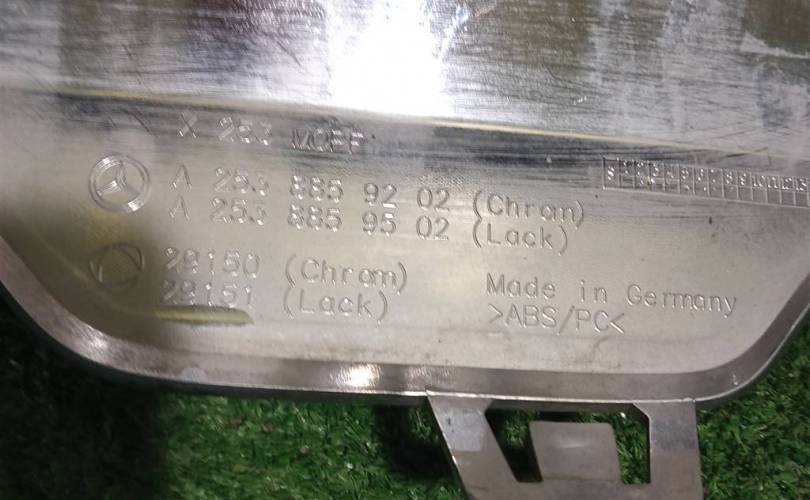 X 253 MOPF
A 253 885 92 02 (Chrom)
A 253 885 95 02 (Lack)
29150 (Chrom)
29151 (Lack)
Made in Germany
>ABS/PC<